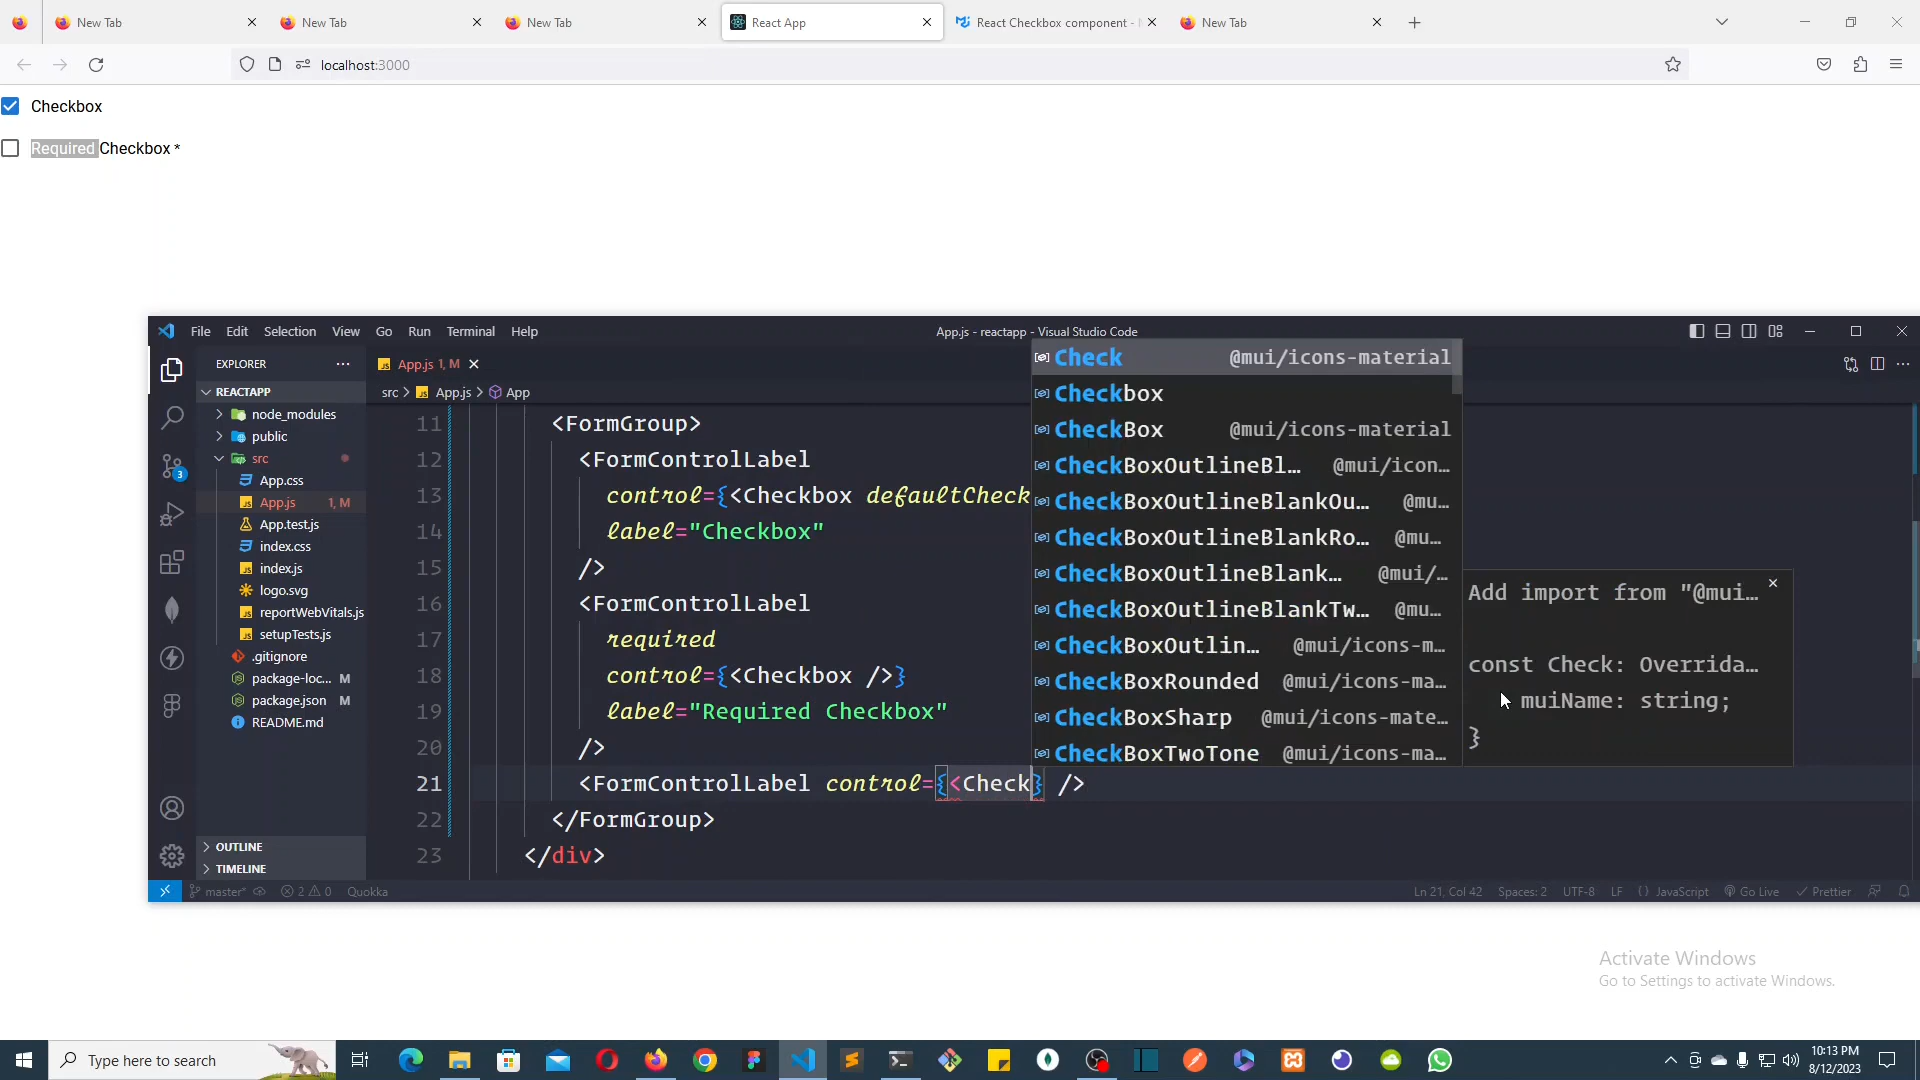 New Tab
New Tab
New Tab
React App
React Checkbox component -
New Tab
localhost:3000
Checkbox
Required Checkbox *
File Edit Selection View Go Run Terminal Help
App.js - reactapp - Visual Studio Code
EXPLORER
App.js 1, M
REACTAPP
src > App.js > App
node_modules
public
src
App.css
App.js 1, M
App.test.js
index.css
index.js
logo.svg
reportWebVitals.js
setupTests.js
.gitignore
package-loc... M
package.json M
README.md
OUTLINE
TIMELINE
11 <FormGroup>
12 <FormControlLabel
13 control={<Checkbox defaultCheck
14 label="Checkbox"
15 />
16 <FormControlLabel
17 required
18 control={<Checkbox />}
19 label="Required Checkbox"
20 />
21 <FormControlLabel control={<Check} />
22 </FormGroup>
23 </div>
Check @mui/icons-material
Checkbox
CheckBox @mui/icons-material
CheckBoxOutlineBl... @mui/icon...
CheckBoxOutlineBlankOu... @mu...
CheckBoxOutlineBlankRo... @mu...
CheckBoxOutlineBlank... @mui/...
CheckBoxOutlineBlankTw... @mu...
CheckBoxOutlin... @mui/icons-m...
CheckBoxRounded @mui/icons-ma...
CheckBoxSharp @mui/icons-mate...
CheckBoxTwoTone @mui/icons-ma...
Add import from "@mui...
const Check: Overrida...
muiName: string;
}
3
master* 2 0 Quokka
Ln 21, Col 42 Spaces: 2 UTF-8 LF {} JavaScript Go Live Prettier
Activate Windows
Go to Settings to activate Windows.
Type here to search
10:13 PM
8/12/2023